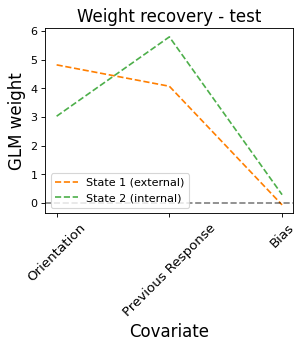 Weight recovery - test
GLM weight
6
5
4
3
2
1
0
State 1 (external)
State 2 (internal)
Orientation
Previous Response
Bias
Covariate